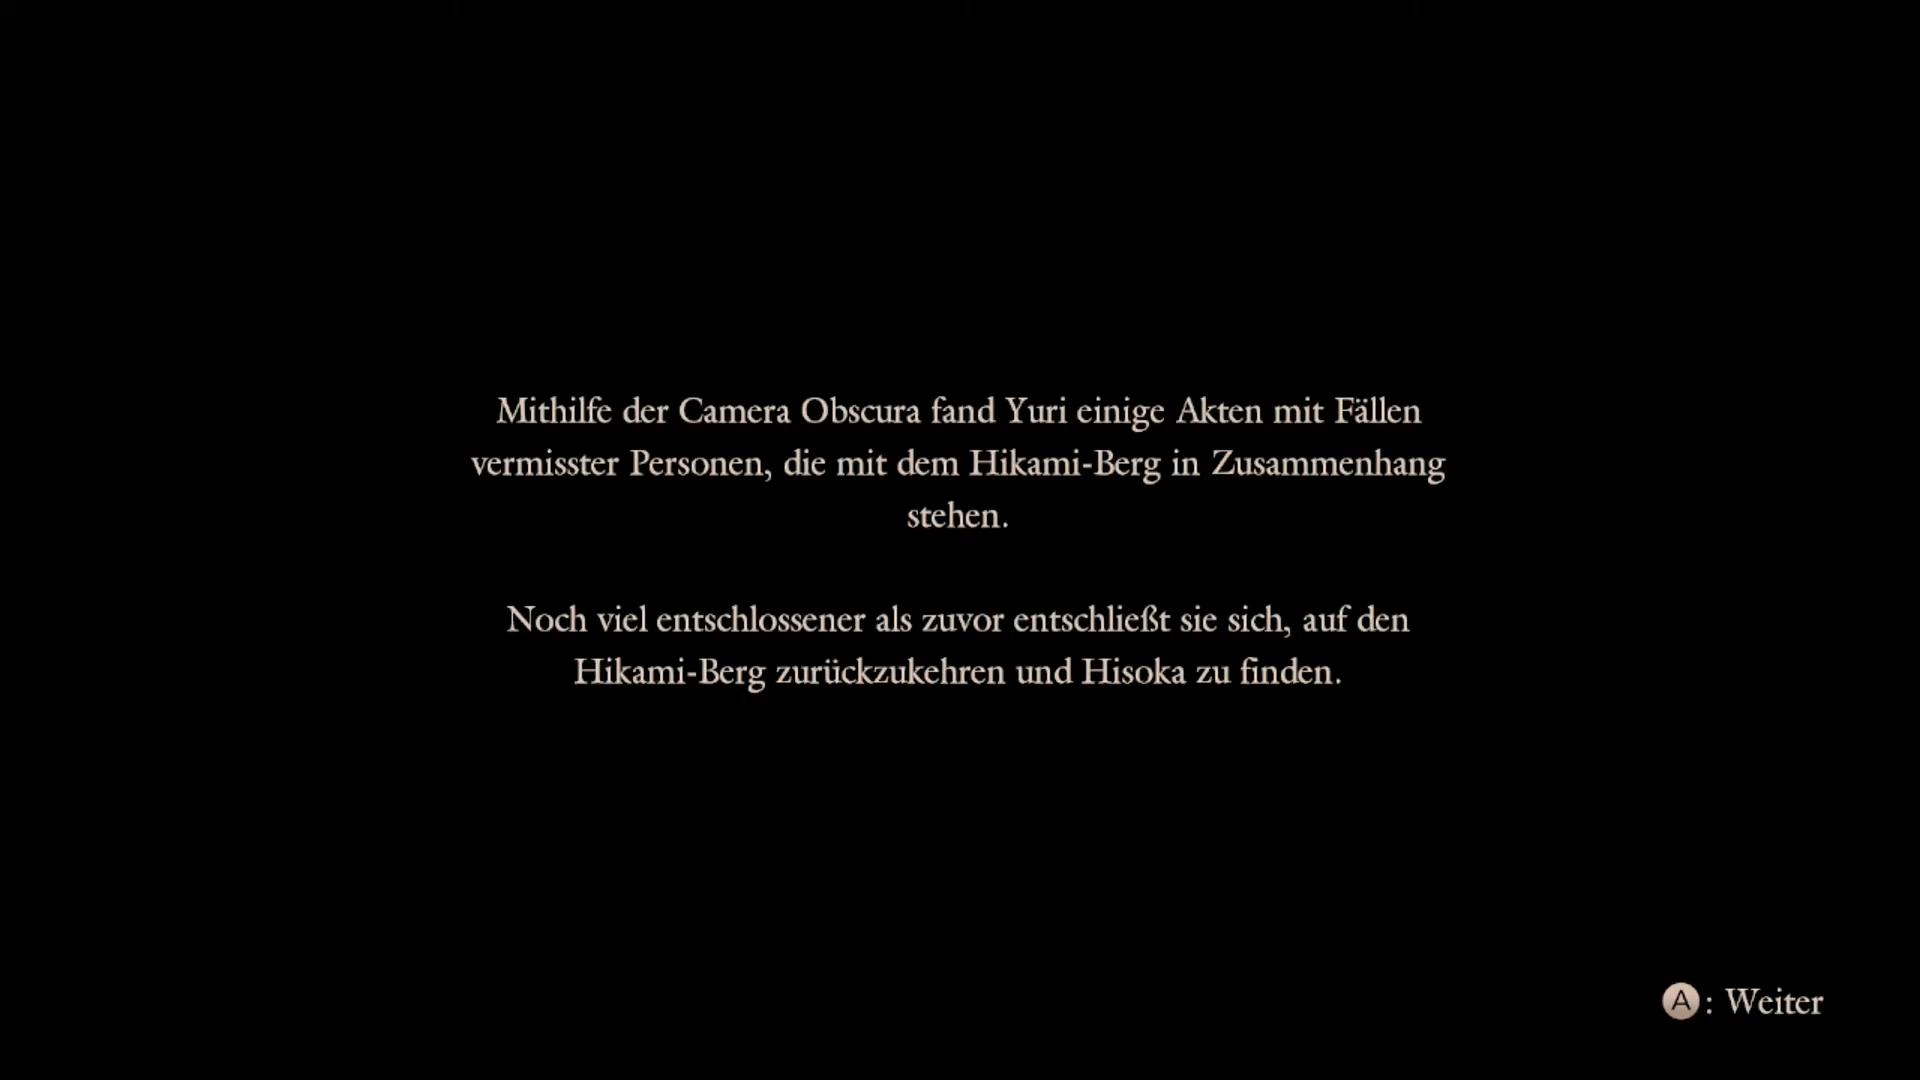 Mithilfe der Camera Obscura fand Yuri einige Akten mit Fällen
vermisster Personen, die mit dem Hikami-Berg in Zusammenhang
stehen.
Noch viel entschlossener als zuvor entschließt sie sich, auf den
Hikami-Berg zurückzukehren und Hisoka zu finden.
A : Weiter